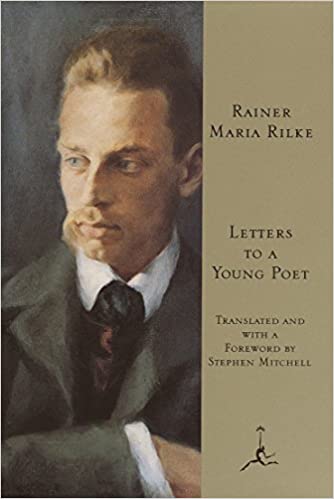 RAINER
MARIA RILKE
LETTERS
TO A
YOUNG POET
TRANSLATED AND
WITH A
FOREWORD BY
STEPHEN MITCHELL